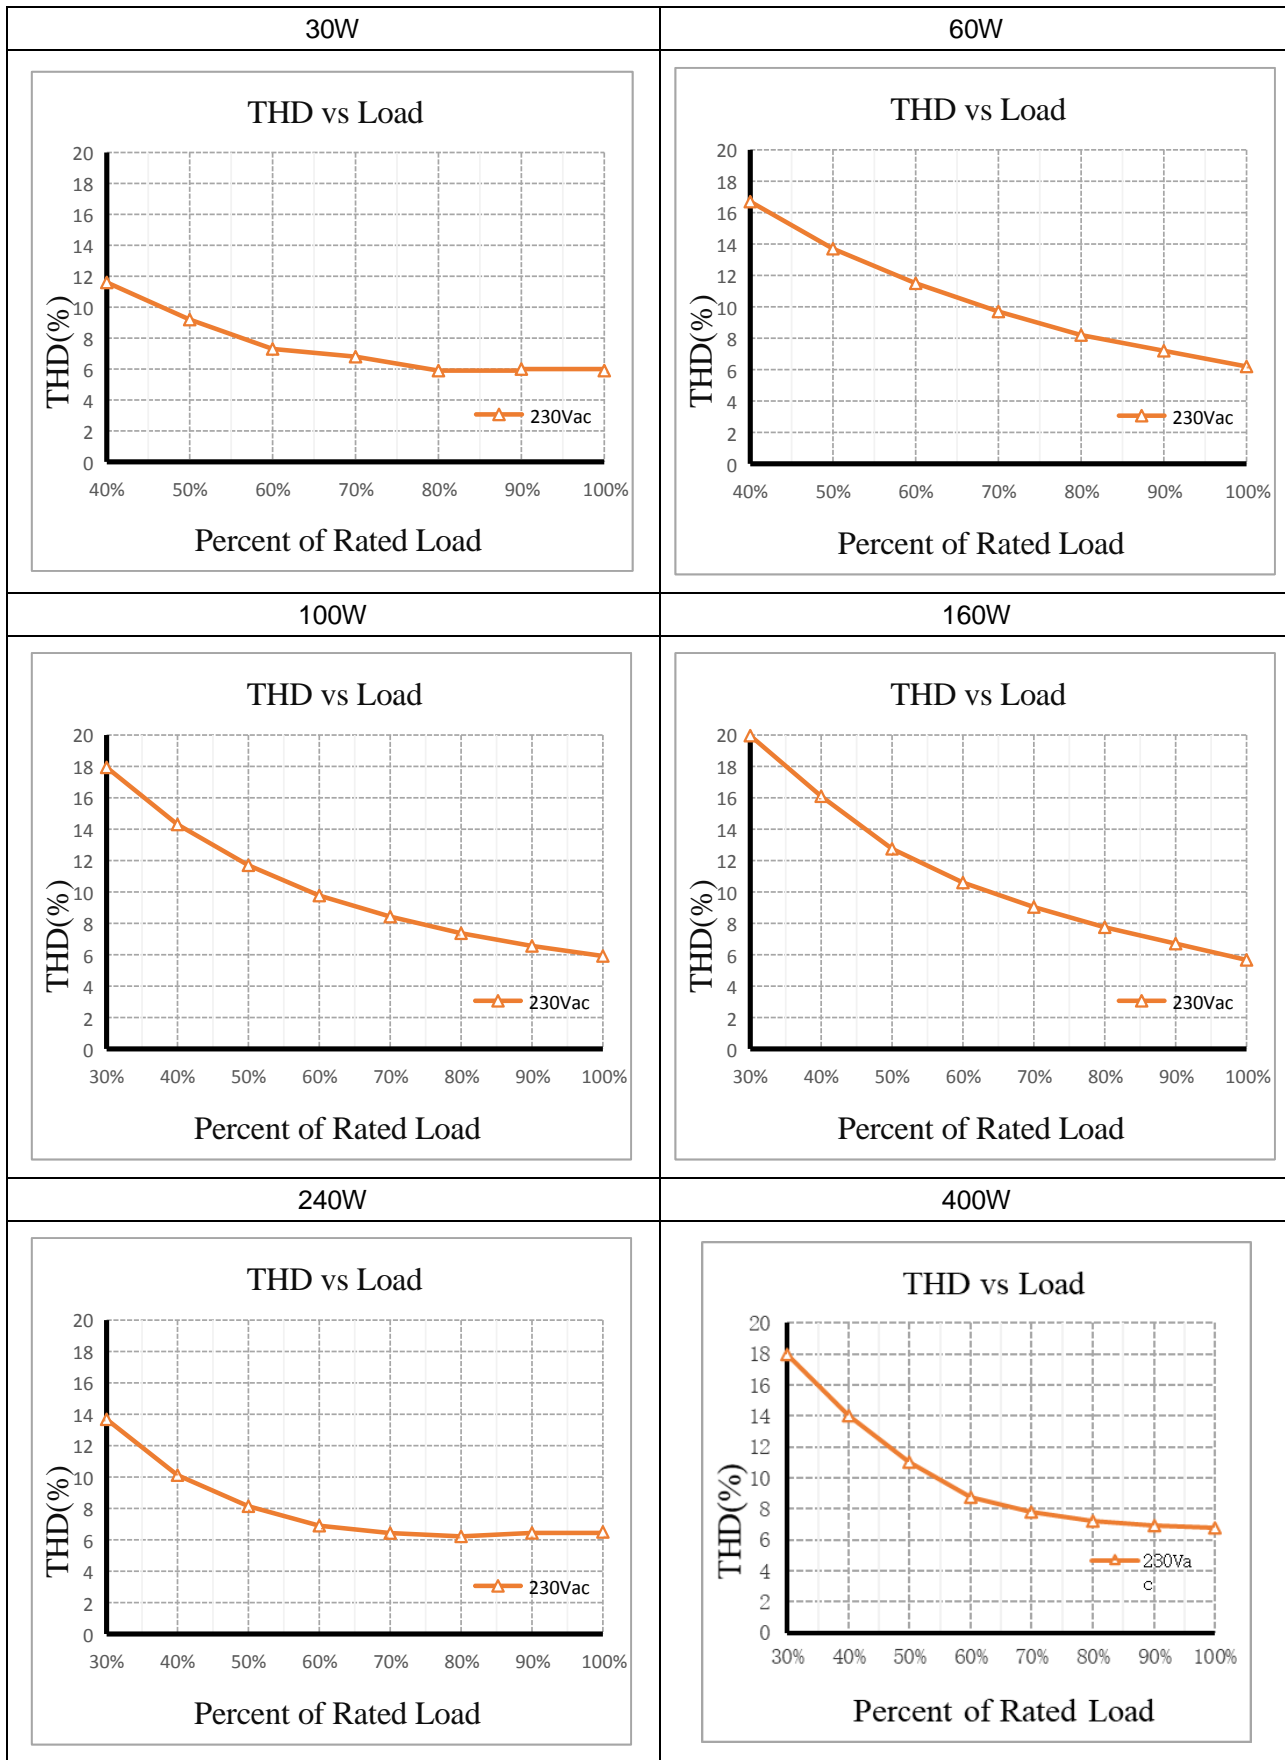 30W
60W
THD vs Load
20
18
16
14
12
10
8
6
4
2
0
THD(%)
230Vac
40% 50% 60% 70% 80% 90% 100%
Percent of Rated Load
THD vs Load
20
18
16
14
12
10
8
6
4
2
0
THD(%)
230Vac
40% 50% 60% 70% 80% 90% 100%
Percent of Rated Load
100W
160W
THD vs Load
20
18
16
14
12
10
8
6
4
2
0
THD(%)
230Vac
30% 40% 50% 60% 70% 80% 90% 100%
Percent of Rated Load
THD vs Load
20
18
16
14
12
10
8
6
4
2
0
THD(%)
230Vac
30% 40% 50% 60% 70% 80% 90% 100%
Percent of Rated Load
240W
400W
THD vs Load
20
18
16
14
12
10
8
6
4
2
0
THD(%)
230Vac
30% 40% 50% 60% 70% 80% 90% 100%
Percent of Rated Load
THD vs Load
20
18
16
14
12
10
8
6
4
2
0
THD(%)
230Va
c
30% 40% 50% 60% 70% 80% 90% 100%
Percent of Rated Load